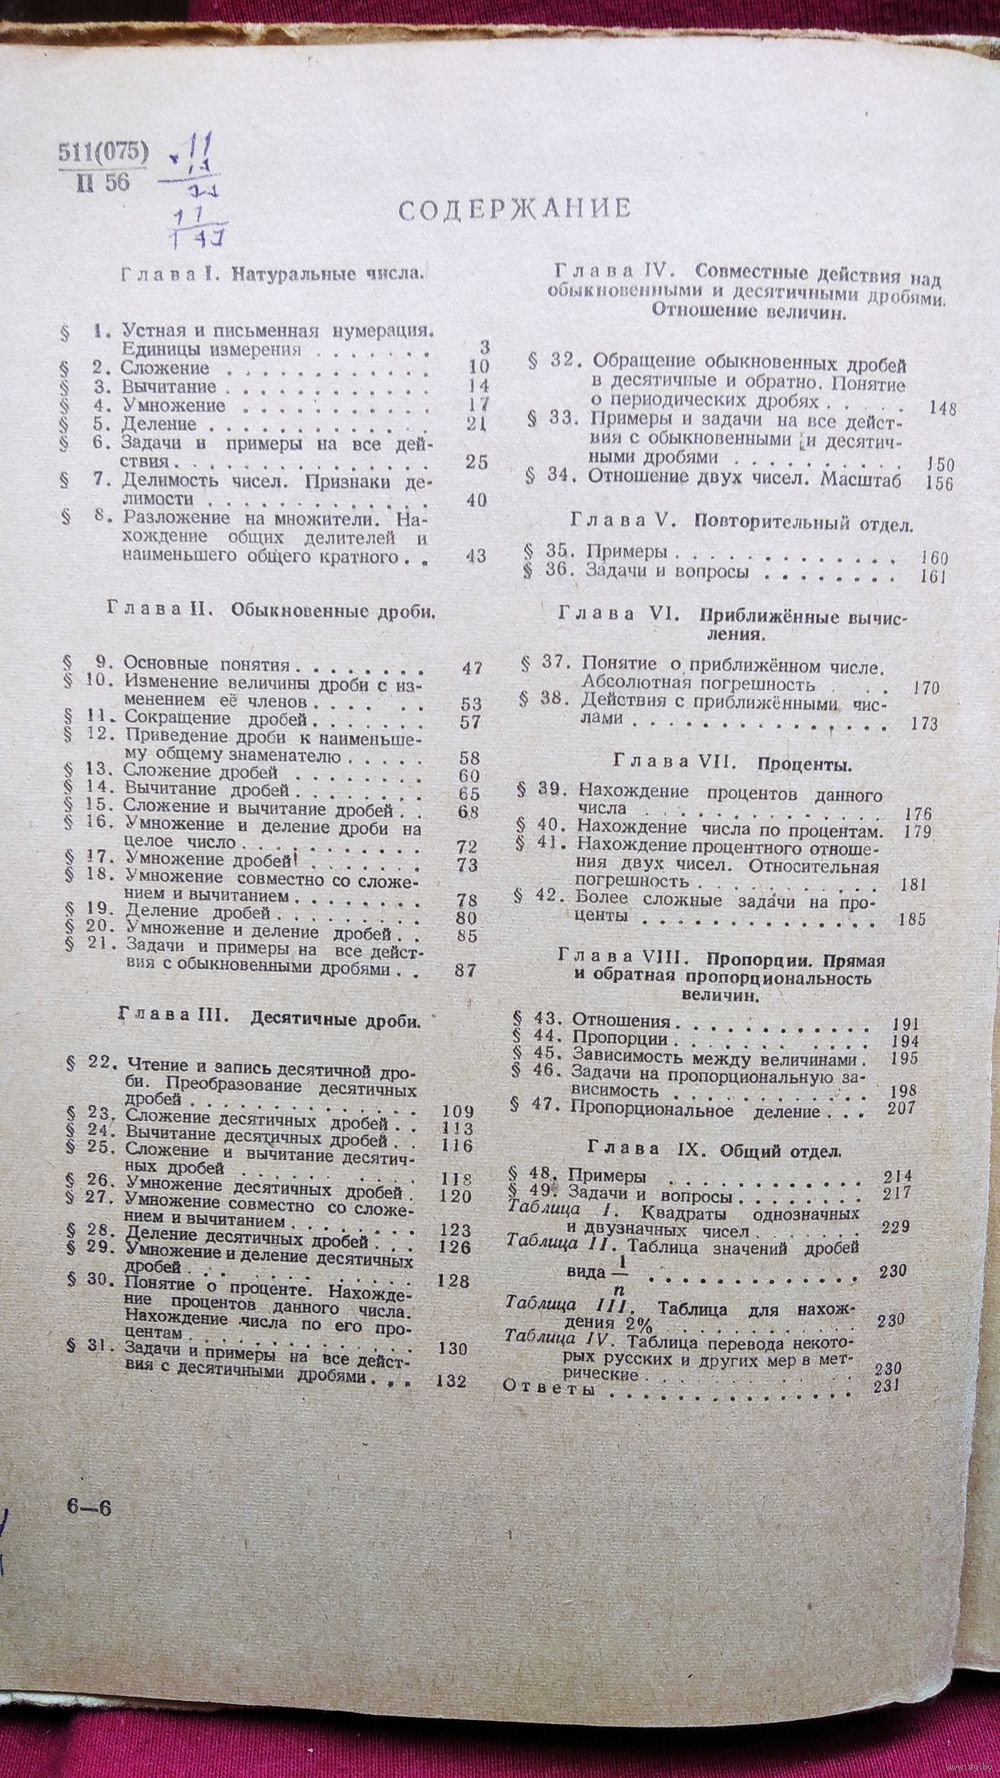 511(075)
П 56
11
СОДЕРЖАНИЕ
Глава I. Натуральные числа.
§ 1. Устная и письменная нумерация.
Единицы измерения . . . . . . . 3
§ 2. Сложение . . . . . . . . . . . 10
§ 3. Вычитание . . . . . . . . . . . 14
§ 4. Умножение . . . . . . . . . . 17
§ 5. Деление . . . . . . . . . . . . 21
§ 6. Задачи и примеры на все дей-
ствия . . . . . . . . . . . . . . 25
§ 7. Делимость чисел. Признаки де-
лимости . . . . . . . . . . . . 40
§ 8. Разложение на множители. На-
хождение общих делителей и
наименьшего общего кратного . . 43
Глава II. Обыкновенные дроби.
§ 9. Основные понятия . . . . . . . 47
§ 10. Изменение величины дроби с из-
менением её членов . . . . . . 53
§ 11. Сокращение дробей . . . . . . 57
§ 12. Приведение дроби к наименьше-
му общему знаменателю . . . . . 58
§ 13. Сложение дробей . . . . . . . 60
§ 14. Вычитание дробей . . . . . . . 65
§ 15. Сложение и вычитание дробей . . 68
§ 16. Умножение и деление дроби на
целое число . . . . . . . . . . 72
§ 17. Умножение дробей . . . . . . 73
§ 18. Умножение совместно со сложе-
нием и вычитанием . . . . . . . 78
§ 19. Деление дробей . . . . . . . . 80
§ 20. Умножение и деление дробей . . 85
§ 21. Задачи и примеры на все дейст-
вия с обыкновенными дробями . . 87
Глава III. Десятичные дроби.
§ 22. Чтение и запись десятичной дро-
би. Преобразование десятичных
дробей . . . . . . . . . . . . . 109
§ 23. Сложение десятичных дробей . . 113
§ 24. Вычитание десятичных дробей . . 116
§ 25. Сложение и вычитание десятич-
ных дробей . . . . . . . . . . 118
§ 26. Умножение десятичных дробей . 120
§ 27. Умножение совместно со сложе-
нием и вычитанием . . . . . . . 123
§ 28. Деление десятичных дробей . . . 126
§ 29. Умножение и деление десятичных
дробей . . . . . . . . . . . . 128
§ 30. Понятие о проценте. Нахожде-
ние процентов данного числа.
Нахождение числа по его про-
центам . . . . . . . . . . . . 130
§ 31. Задачи и примеры на все дейст-
вия с десятичными дробями . . . 132
6—6
Глава IV. Совместные действия над
обыкновенными и десятичными дробями.
Отношение величин.
§ 32. Обращение обыкновенных дробей
в десятичные и обратно. Понятие
о периодических дробях . . . . . 148
§ 33. Примеры и задачи на все дейст-
вия с обыкновенными и десятич-
ными дробями . . . . . . . . . 150
§ 34. Отношение двух чисел. Масштаб 156
Глава V. Повторительный отдел.
§ 35. Примеры . . . . . . . . . . . 160
§ 36. Задачи и вопросы . . . . . . . . 161
Глава VI. Приближённые вычис-
ления.
§ 37. Понятие о приближённом числе.
Абсолютная погрешность . . . . 170
§ 38. Действия с приближёнными чис-
лами . . . . . . . . . . . . . 173
Глава VII. Проценты.
§ 39. Нахождение процентов данного
числа . . . . . . . . . . . . . 176
§ 40. Нахождение числа по процентам. 179
§ 41. Нахождение процентного отноше-
ния двух чисел. Относительная
погрешность . . . . . . . . . . 181
§ 42. Более сложные задачи на про-
центы . . . . . . . . . . . . . 185
Глава VIII. Пропорции. Прямая
и обратная пропорциональность
величин.
§ 43. Отношения . . . . . . . . . . . 191
§ 44. Пропорции . . . . . . . . . . . 194
§ 45. Зависимость между величинами . 195
§ 46. Задачи на пропорциональную за-
висимость . . . . . . . . . . . 198
§ 47. Пропорциональное деление . . . 207
Глава IX. Общий отдел.
§ 48. Примеры . . . . . . . . . . . 214
§ 49. Задачи и вопросы . . . . . . . . 217
Таблица I. Квадраты однозначных
и двузначных чисел . . . . . . . 229
Таблица II. Таблица значений дробей
вида 1/n . . . . . . . . . . . . 230
Таблица III. Таблица для нахож-
дения 2% . . . . . . . . . . . 230
Таблица IV. Таблица перевода некото-
рых русских и других мер в мет-
рические . . . . . . . . . . . . 230
Ответы . . . . . . . . . . . . . . 231